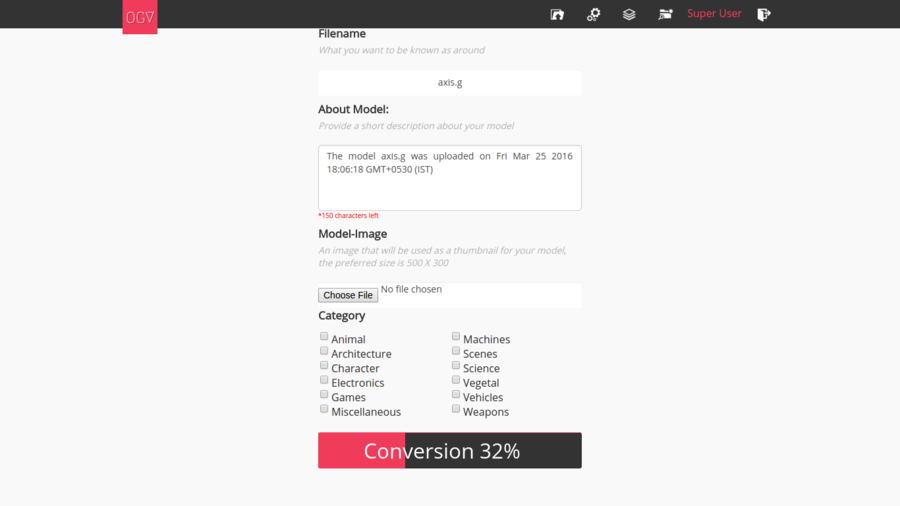 OGV
Super User
Filename
What you want to be known as around
axis.g
About Model:
Provide a short description about your model
The model axis.g was uploaded on Fri Mar 25 2016
18:06:18 GMT+0530 (IST)
*150 characters left
Model-Image
An image that will be used as a thumbnail for your model,
the preferred size is 500 X 300
Choose File No file chosen
Category
Animal Machines
Architecture Scenes
Character Science
Electronics Vegetal
Games Vehicles
Miscellaneous Weapons
Conversion 32%